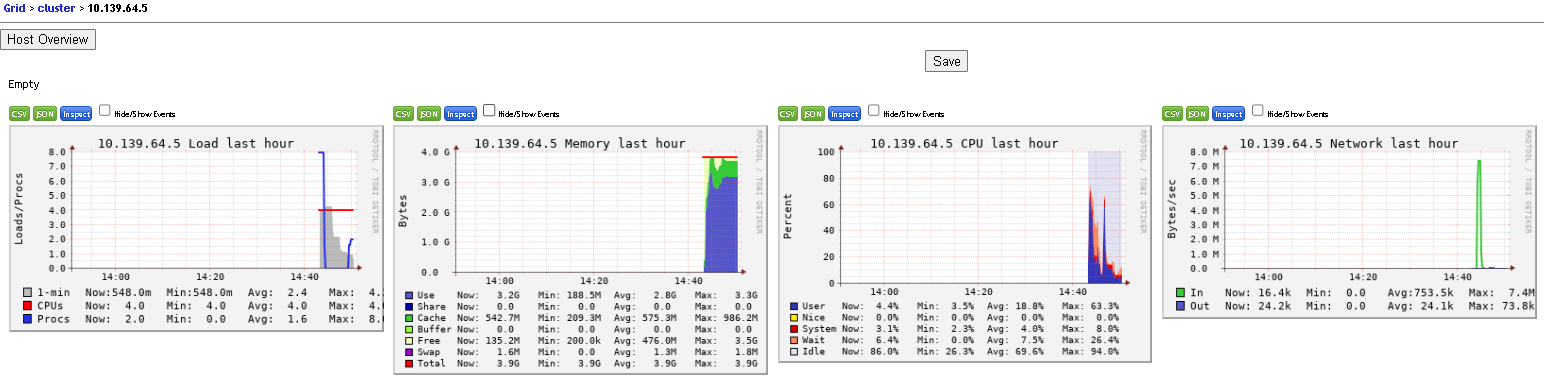 Grid > cluster > 10.139.64.5
Host Overview
Save
Empty
CSV JSON Inspect Hide/Show Events
10.139.64.5 Load last hour
RRDTOOL / TOBI OETIKER
Loads/Procs
8.0
7.0
6.0
5.0
4.0
3.0
2.0
1.0
0.0
14:00 14:20 14:40
1-min Now:548.0m Min:548.0m Avg: 2.4 Max: 4.
CPUs Now: 4.0 Min: 4.0 Avg: 4.0 Max: 4.
Procs Now: 2.0 Min: 0.0 Avg: 1.6 Max: 8.
CSV JSON Inspect Hide/Show Events
10.139.64.5 Memory last hour
RRDTOOL / TOBI OETIKER
Bytes
4.0 G
3.0 G
2.0 G
1.0 G
0.0
14:00 14:20 14:40
Use Now: 3.2G Min: 188.5M Avg: 2.8G Max: 3.3G
Share Now: 0.0 Min: 0.0 Avg: 0.0 Max: 0.0
Cache Now: 542.7M Min: 209.3M Avg: 575.3M Max: 986.2M
Buffer Now: 0.0 Min: 0.0 Avg: 0.0 Max: 0.0
Free Now: 135.2M Min: 200.0k Avg: 476.0M Max: 3.5G
Swap Now: 1.6M Min: 0.0 Avg: 1.3M Max: 1.8M
Total Now: 3.9G Min: 3.9G Avg: 3.9G Max: 3.9G
CSV JSON Inspect Hide/Show Events
10.139.64.5 CPU last hour
RRDTOOL / TOBI OETIKER
Percent
100
80
60
40
20
0
14:00 14:20 14:40
User Now: 4.4% Min: 3.5% Avg: 18.8% Max: 63.3%
Nice Now: 0.0% Min: 0.0% Avg: 0.0% Max: 0.0%
System Now: 3.1% Min: 2.3% Avg: 4.0% Max: 8.0%
Wait Now: 6.4% Min: 0.0% Avg: 7.5% Max: 26.4%
Idle Now: 86.0% Min: 26.3% Avg: 69.6% Max: 94.0%
CSV JSON Inspect Hide/Show Events
10.139.64.5 Network last hour
RRDTOOL / TOBI OETIKER
Bytes/sec
8.0 M
7.0 M
6.0 M
5.0 M
4.0 M
3.0 M
2.0 M
1.0 M
0.0
14:00 14:20 14:40
In Now: 16.4k Min: 0.0 Avg:753.5k Max: 7.4M
Out Now: 24.2k Min: 0.0 Avg: 24.1k Max: 73.8k